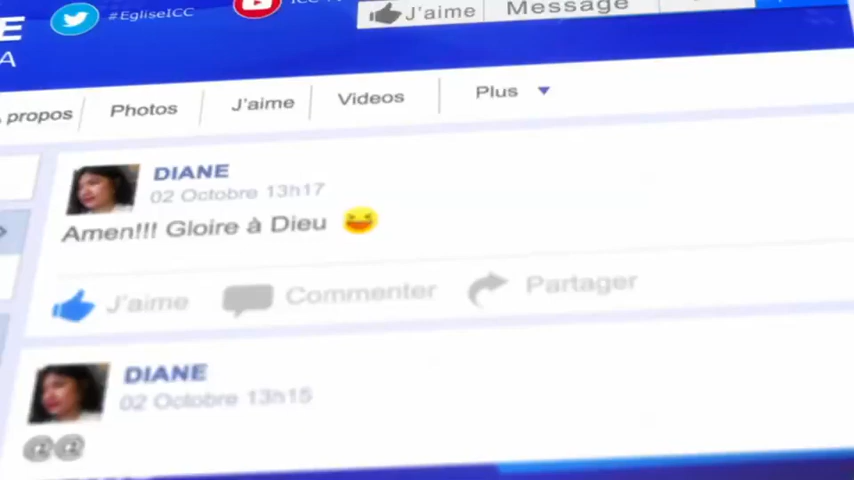 E
#EgliseICC
J'aime
Message
A
propos
Photos
J'aime
Videos
Plus
DIANE
02 Octobre 13h17
Amen!!! Gloire à Dieu
J'aime
Commenter
Partager
DIANE
02 Octobre 13h15
@@